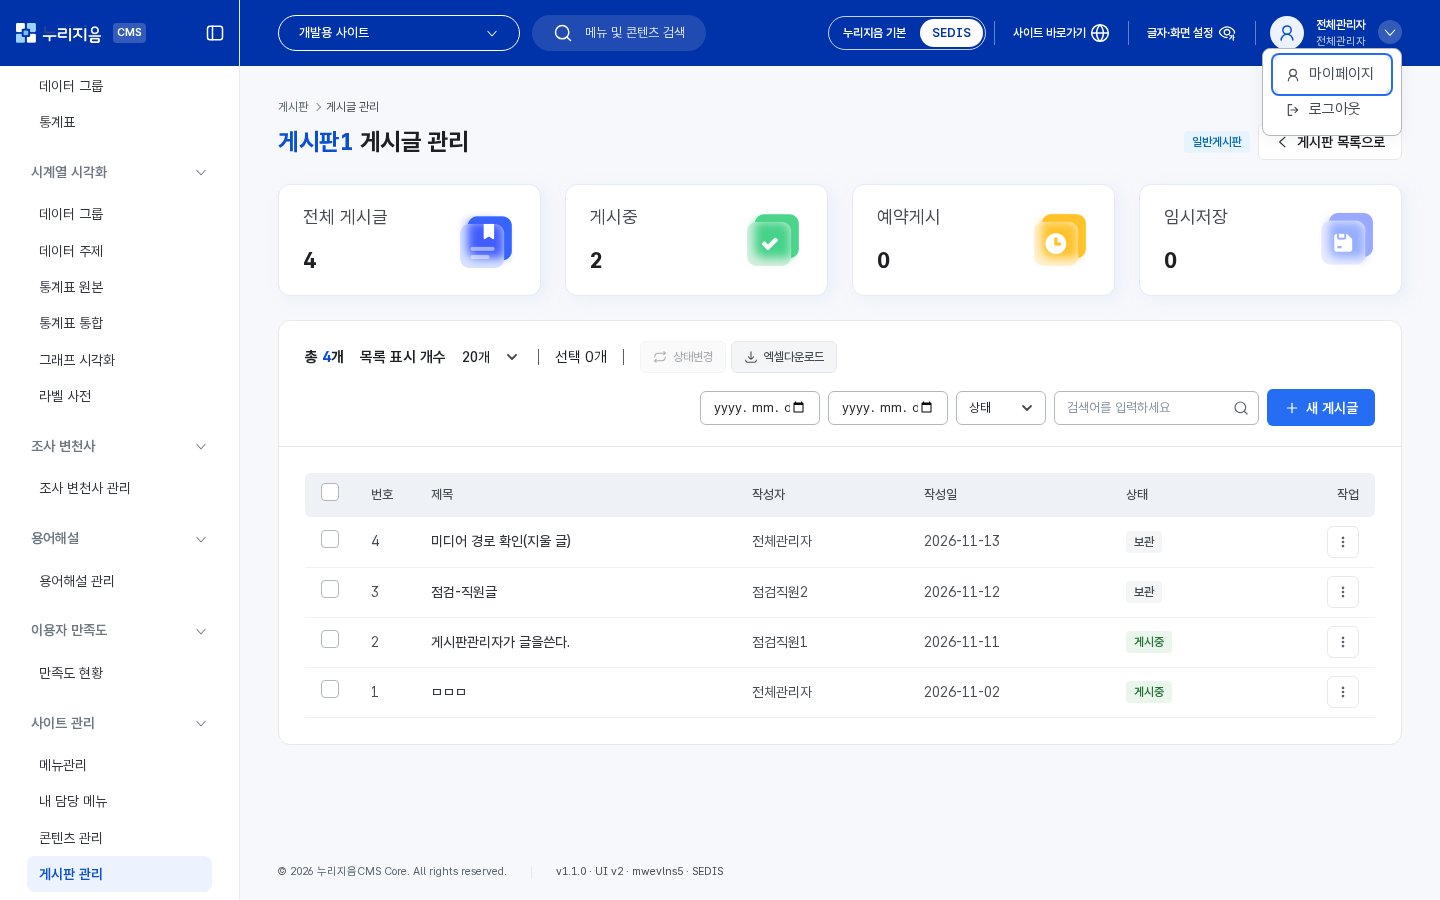 누리지음 CMS
개발용 사이트
메뉴 및 콘텐츠 검색
누리지음 기본 SEDIS
사이트 바로가기
글자·화면 설정
전체관리자
전체관리자
마이페이지
로그아웃
데이터 그룹
통계표
시계열 시각화
데이터 그룹
데이터 주제
통계표 원본
통계표 통합
그래프 시각화
라벨 사전
조사 변천사
조사 변천사 관리
용어해설
용어해설 관리
이용자 만족도
만족도 현황
사이트 관리
메뉴관리
내 담당 메뉴
콘텐츠 관리
게시판 관리
게시판 게시글 관리
게시판1 게시글 관리
일반게시판
게시판 목록으로
전체 게시글
4
게시중
2
예약게시
0
임시저장
0
총 4개 목록 표시 개수 20개 선택 0개 상태변경 엑셀다운로드
yyyy. mm. d yyyy. mm. d 상태 검색어를 입력하세요 새 게시글
번호 제목 작성자 작성일 상태 작업
4 미디어 경로 확인(지울 글) 전체관리자 2026-11-13 보관
3 점검-직원글 점검직원2 2026-11-12 보관
2 게시판관리자가 글을쓴다. 점검직원1 2026-11-11 게시중
1 ㅁㅁㅁ 전체관리자 2026-11-02 게시중
© 2026 누리지음CMS Core. All rights reserved. v1.1.0 · UI v2 · mwevlns5 · SEDIS